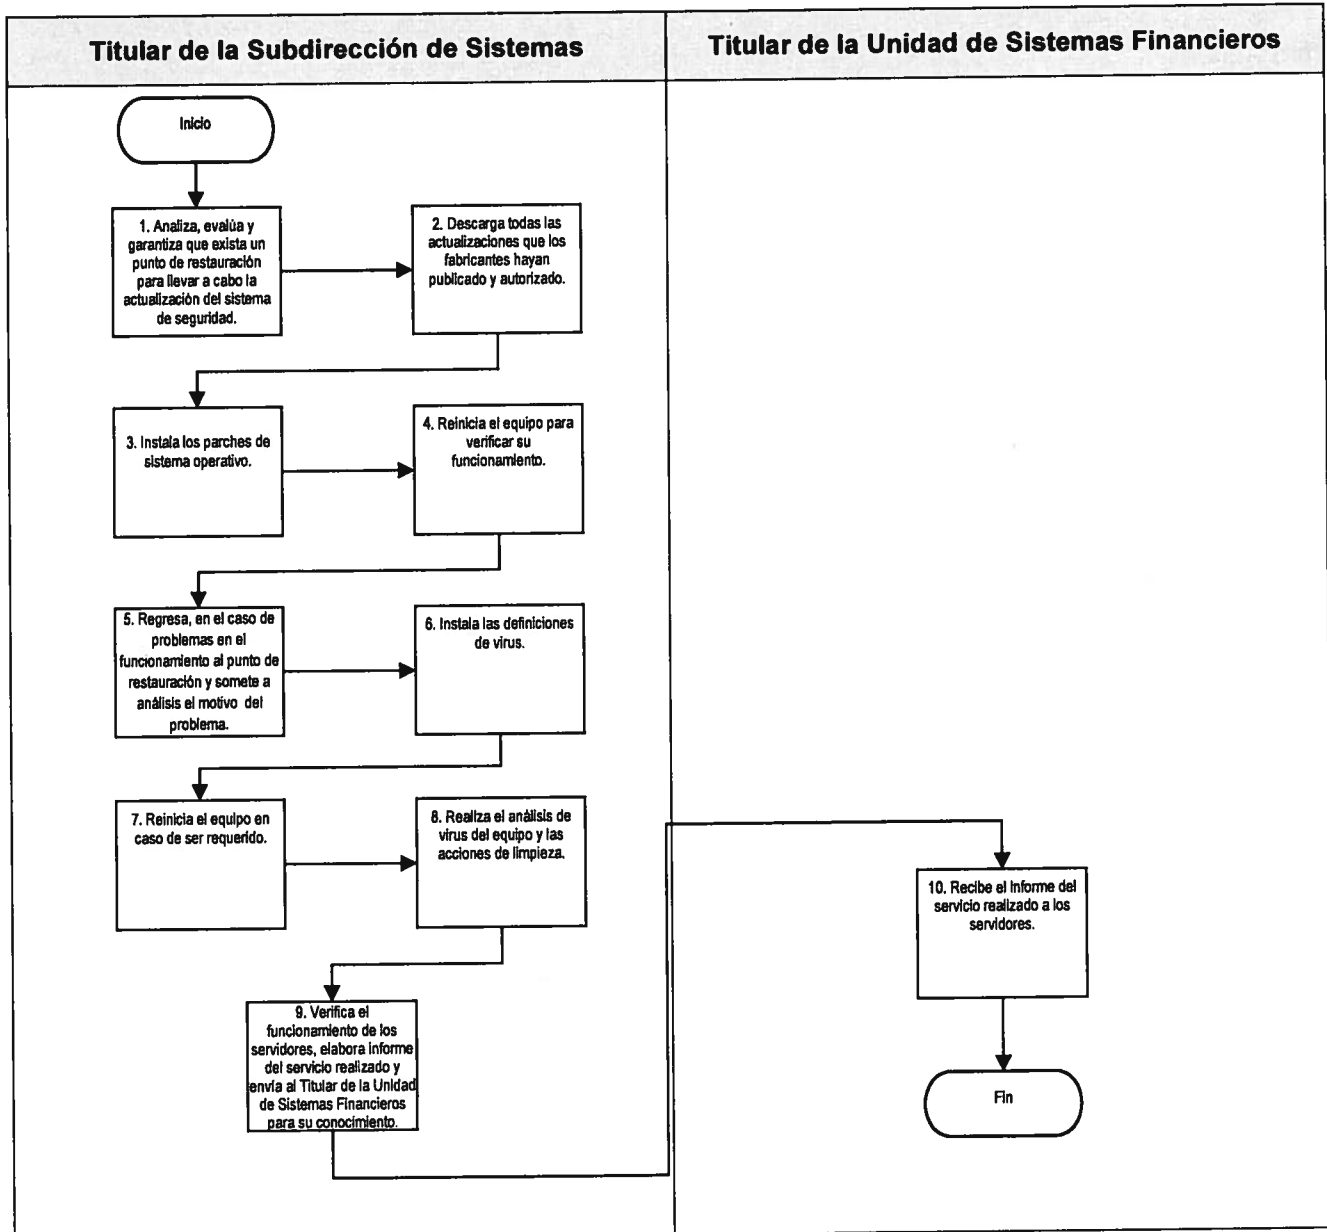 Titular de la Subdirección de Sistemas
Titular de la Unidad de Sistemas Financieros
Inicio
1. Analiza, evalúa y
garantiza que exista un
punto de restauración
para llevar a cabo la
actualización del sistema
de seguridad.
2. Descarga todas las
actualizaciones que los
fabricantes hayan
publicado y autorizado.
3. Instala los parches de
sistema operativo.
4. Reinicia el equipo para
verificar su
funcionamiento.
5. Regresa, en el caso de
problemas en el
funcionamiento al punto de
restauración y somete a
análisis el motivo del
problema.
6. Instala las definiciones
de virus.
7. Reinicia el equipo en
caso de ser requerido.
8. Realiza el análisis de
virus del equipo y las
acciones de limpieza.
9. Verifica el
funcionamiento de los
servidores, elabora informe
del servicio realizado y
envía al Titular de la Unidad
de Sistemas Financieros
para su conocimiento.
10. Recibe el informe del
servicio realizado a los
servidores.
Fin